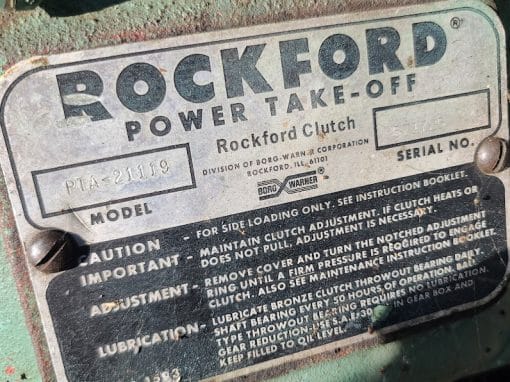 ROCKFORD®
POWER TAKE-OFF
Rockford Clutch
DIVISION OF BORG-WARNER CORPORATION
ROCKFORD, ILL. 61101
BORG WARNER
PTA-21119
MODEL
SERIAL NO.
CAUTION - FOR SIDE LOADING ONLY. SEE INSTRUCTION BOOKLET.
IMPORTANT - MAINTAIN CLUTCH ADJUSTMENT. IF CLUTCH HEATS OR
DOES NOT PULL, ADJUSTMENT IS NECESSARY.
ADJUSTMENT - REMOVE COVER AND TURN THE NOTCHED ADJUSTMENT
RING UNTIL A FIRM PRESSURE IS REQUIRED TO ENGAGE
CLUTCH. ALSO SEE MAINTENANCE INSTRUCTION BOOKLET.
LUBRICATION - LUBRICATE BRONZE CLUTCH THROWOUT BEARING DAILY.
SHAFT BEARING EVERY 50 HOURS OF OPERATION. BALL
TYPE THROWOUT BEARING REQUIRES NO LUBRICATION.
GEAR REDUCTION-USE S.A.E. 30 IN GEAR BOX AND
KEEP FILLED TO OIL LEVEL.